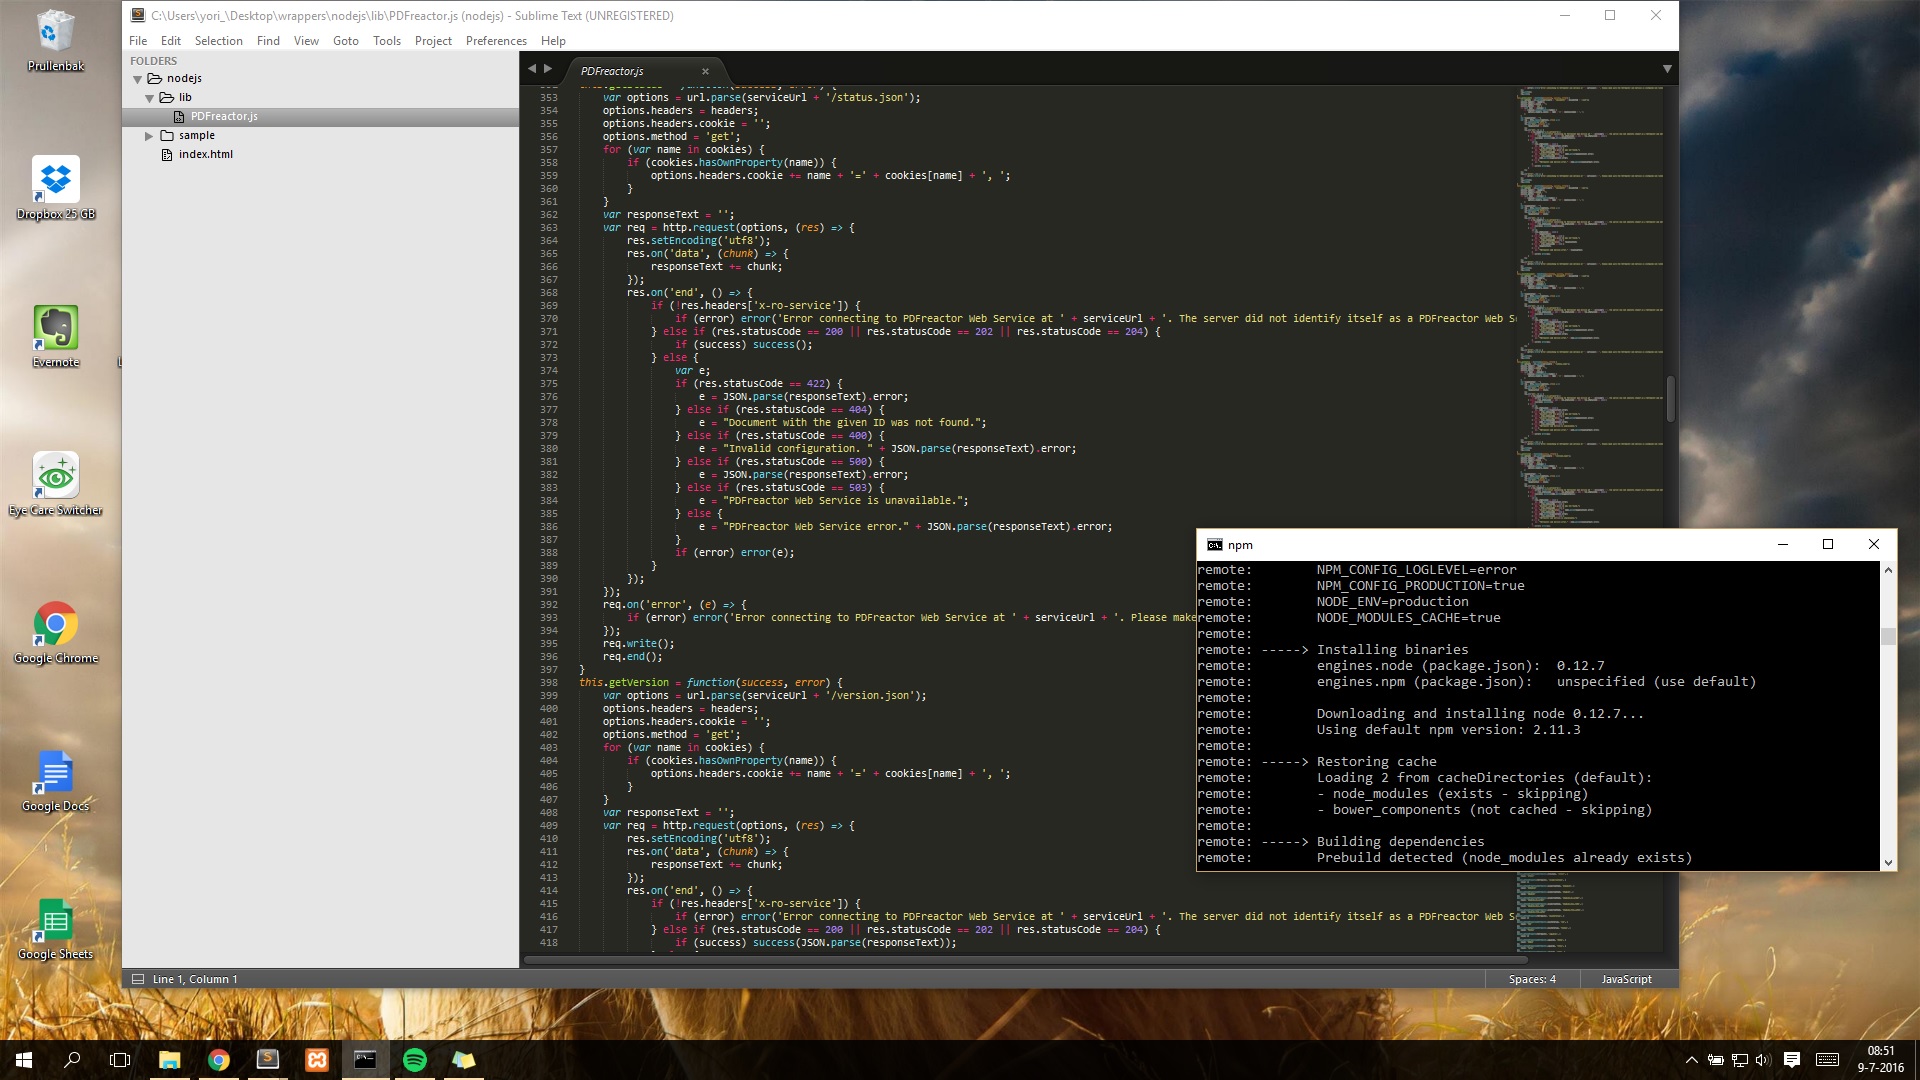 Prullenbak
Dropbox 25 GB
Evernote
Eye Care Switcher
Google Chrome
Google Docs
Google Sheets
C:\Users\yori_\Desktop\wrappers\nodejs\lib\PDFreactor.js (nodejs) - Sublime Text (UNREGISTERED)
File Edit Selection Find View Goto Tools Project Preferences Help
FOLDERS
nodejs
lib
PDFreactor.js
sample
index.html
PDFreactor.js
353 var options = url.parse(serviceUrl + '/status.json');
354 options.headers = headers;
355 options.headers.cookie = '';
356 options.method = 'get';
357 for (var name in cookies) {
358 if (cookies.hasOwnProperty(name)) {
359 options.headers.cookie += name + '=' + cookies[name] + ', ';
360 }
361 }
362 var responseText = '';
363 var req = http.request(options, (res) => {
364 res.setEncoding('utf8');
365 res.on('data', (chunk) => {
366 responseText += chunk;
367 });
368 res.on('end', () => {
369 if (!res.headers['x-ro-service']) {
370 if (error) error('Error connecting to PDFreactor Web Service at ' + serviceUrl + '. The server did not identify itself as a PDFreactor Web S
371 } else if (res.statusCode == 200 || res.statusCode == 202 || res.statusCode == 204) {
372 if (success) success();
373 } else {
374 var e;
375 if (res.statusCode == 422) {
376 e = JSON.parse(responseText).error;
377 } else if (res.statusCode == 404) {
378 e = "Document with the given ID was not found.";
379 } else if (res.statusCode == 400) {
380 e = "Invalid configuration. " + JSON.parse(responseText).error;
381 } else if (res.statusCode == 500) {
382 e = JSON.parse(responseText).error;
383 } else if (res.statusCode == 503) {
384 e = "PDFreactor Web Service is unavailable.";
385 } else {
386 e = "PDFreactor Web Service error." + JSON.parse(responseText).error;
387 }
388 if (error) error(e);
389 }
390 });
391 });
392 req.on('error', (e) => {
393 if (error) error('Error connecting to PDFreactor Web Service at ' + serviceUrl + '. Please make
394 });
395 req.write();
396 req.end();
397 }
398 this.getVersion = function(success, error) {
399 var options = url.parse(serviceUrl + '/version.json');
400 options.headers = headers;
401 options.headers.cookie = '';
402 options.method = 'get';
403 for (var name in cookies) {
404 if (cookies.hasOwnProperty(name)) {
405 options.headers.cookie += name + '=' + cookies[name] + ', ';
406 }
407 }
408 var responseText = '';
409 var req = http.request(options, (res) => {
410 res.setEncoding('utf8');
411 res.on('data', (chunk) => {
412 responseText += chunk;
413 });
414 res.on('end', () => {
415 if (!res.headers['x-ro-service']) {
416 if (error) error('Error connecting to PDFreactor Web Service at ' + serviceUrl + '. The server did not identify itself as a PDFreactor Web S
417 } else if (res.statusCode == 200 || res.statusCode == 202 || res.statusCode == 204) {
418 if (success) success(JSON.parse(responseText));
Line 1, Column 1 Spaces: 4 JavaScript
npm
remote: NPM_CONFIG_LOGLEVEL=error
remote: NPM_CONFIG_PRODUCTION=true
remote: NODE_ENV=production
remote: NODE_MODULES_CACHE=true
remote:
remote: -----> Installing binaries
remote: engines.node (package.json): 0.12.7
remote: engines.npm (package.json): unspecified (use default)
remote:
remote: Downloading and installing node 0.12.7...
remote: Using default npm version: 2.11.3
remote:
remote: -----> Restoring cache
remote: Loading 2 from cacheDirectories (default):
remote: - node_modules (exists - skipping)
remote: - bower_components (not cached - skipping)
remote:
remote: -----> Building dependencies
remote: Prebuild detected (node_modules already exists)
08:51
9-7-2016